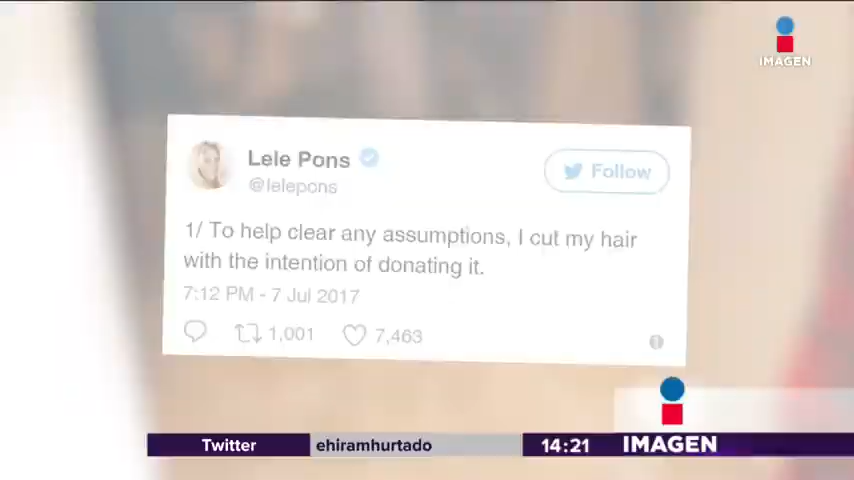 IMAGEN
Lele Pons
@lelepons
Follow
1/ To help clear any assumptions, I cut my hair
with the intention of donating it.
7:12 PM - 7 Jul 2017
1,001
7,463
Twitter
ehiramhurtado
14:21
IMAGEN